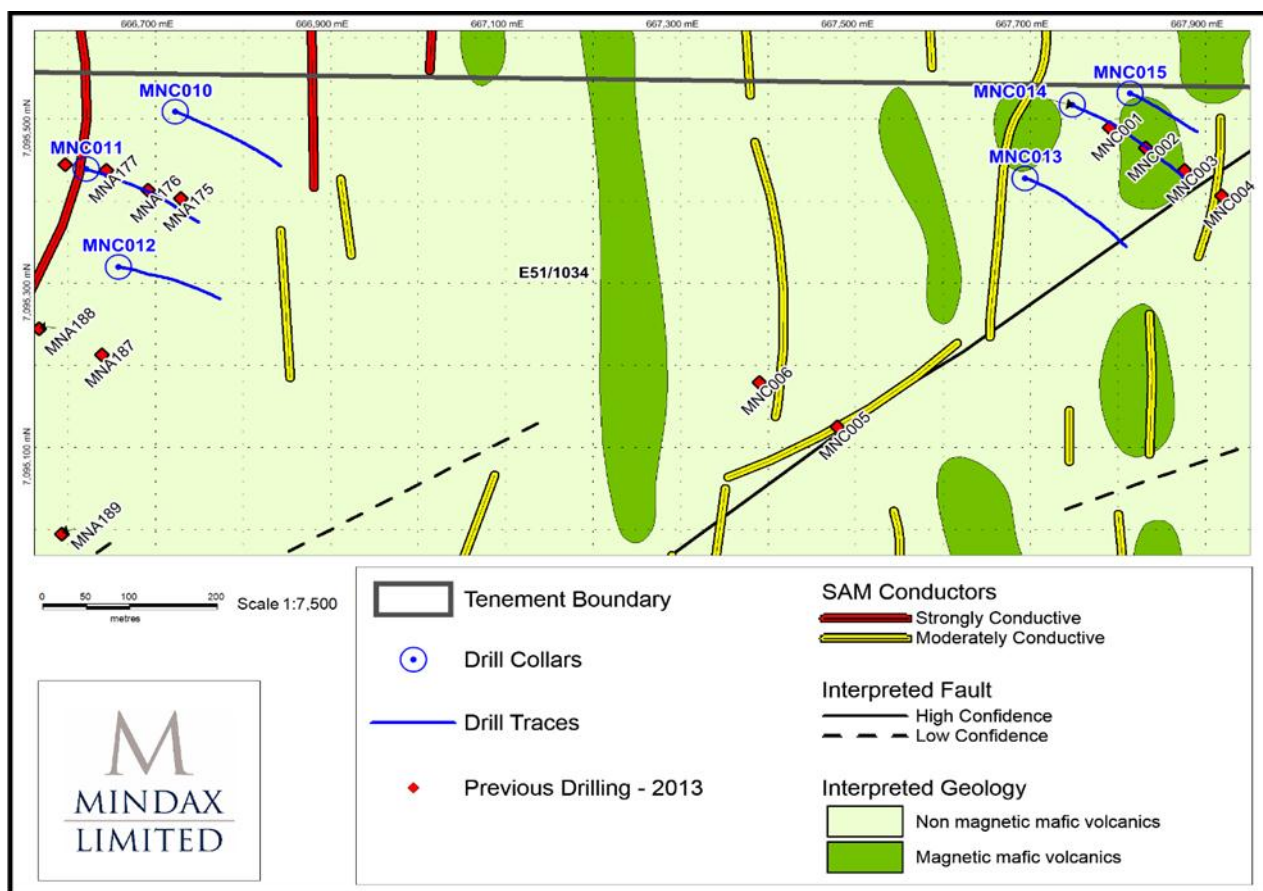 666,700 mE 666,900 mE 667,100 mE 667,300 mE 667,500 mE 667,700 mE 667,900 mE
7,095,500 mN
7,095,300 mN
7,095,100 mN
MNC010
MNC011
MNC012
MNA177
MNA176
MNA175
MNA188
MNA187
MNA189
E51/1034
MNC006
MNC005
MNC014
MNC015
MNC001
MNC002
MNC003
MNC004
MNC013
0 50 100 200
metres
Scale 1:7,500
M
MINDAX
LIMITED
Tenement Boundary
Drill Collars
Drill Traces
Previous Drilling - 2013
SAM Conductors
Strongly Conductive
Moderately Conductive
Interpreted Fault
High Confidence
Low Confidence
Interpreted Geology
Non magnetic mafic volcanics
Magnetic mafic volcanics